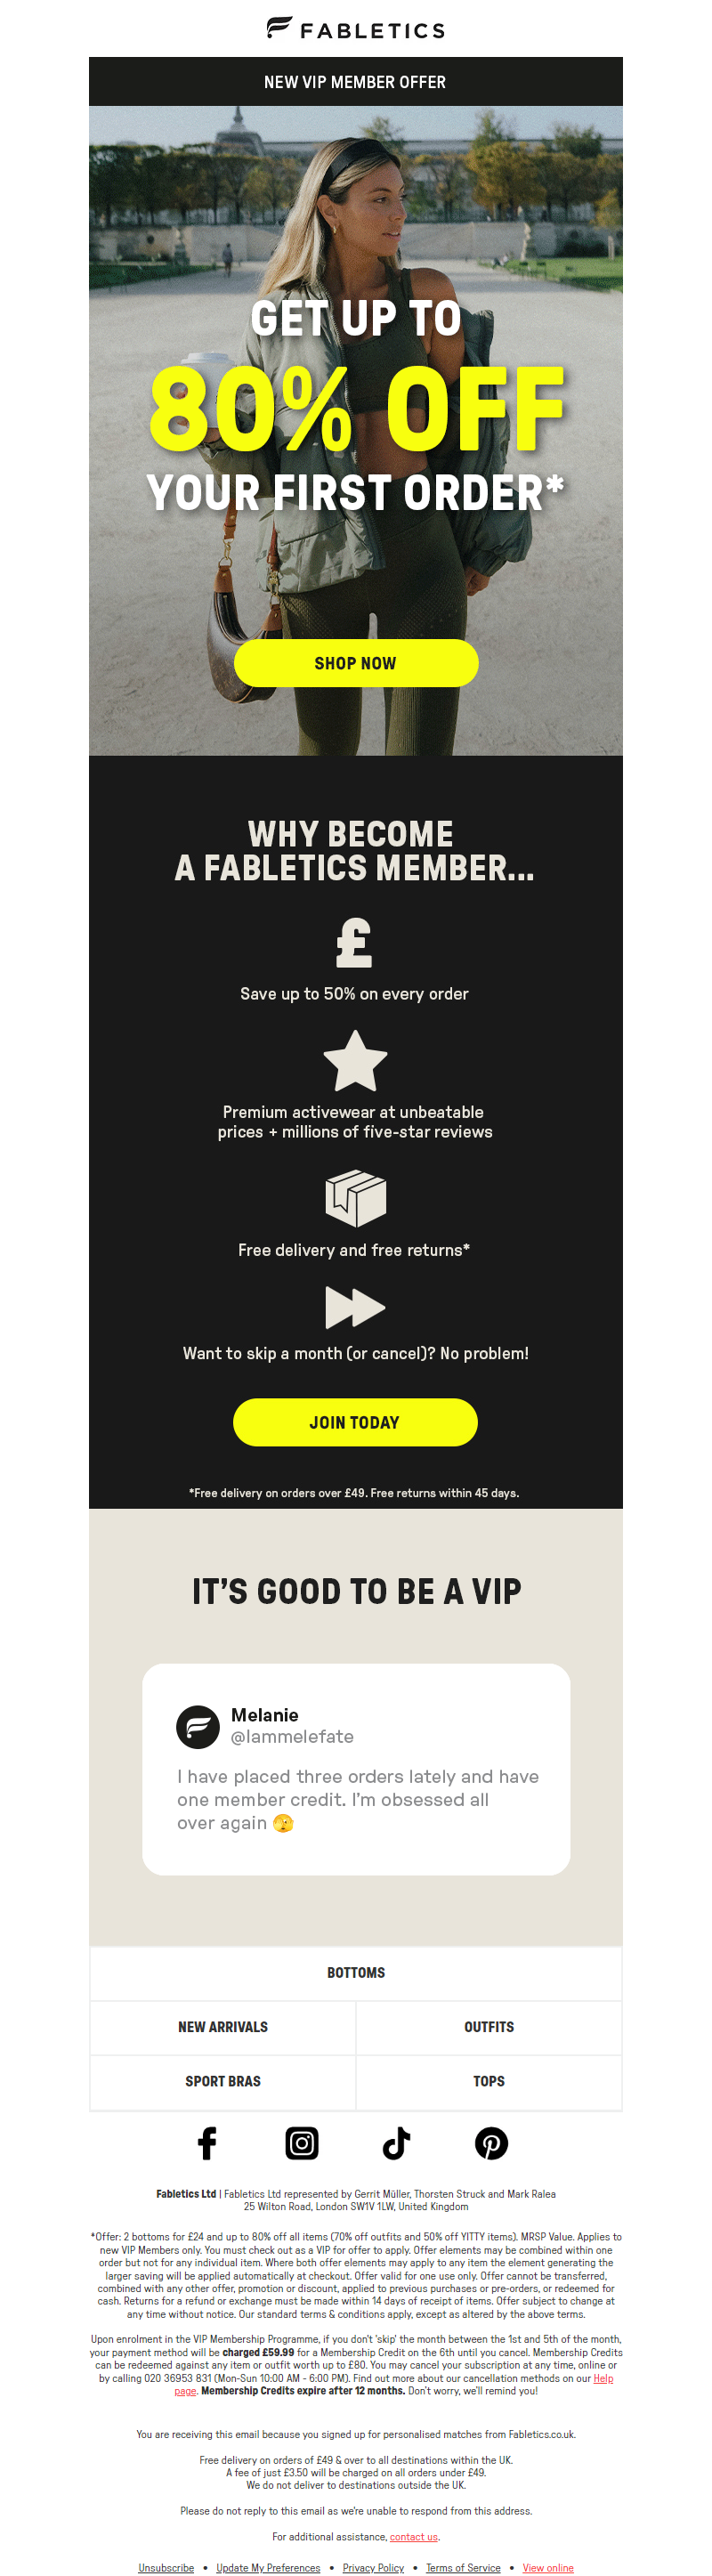 FABLETICS
NEW VIP MEMBER OFFER
GET UP TO
80% OFF
YOUR FIRST ORDER*
SHOP NOW
WHY BECOME
A FABLETICS MEMBER...
£
Save up to 50% on every order
Premium activewear at unbeatable
prices + millions of five-star reviews
Free delivery and free returns*
Want to skip a month (or cancel)? No problem!
JOIN TODAY
*Free delivery on orders over £49. Free returns within 45 days.
IT'S GOOD TO BE A VIP
Melanie
@lammelefate
I have placed three orders lately and have
one member credit. I'm obsessed all
over again 🫣
BOTTOMS
NEW ARRIVALS
OUTFITS
SPORT BRAS
TOPS
Fabletics Ltd | Fabletics Ltd represented by Gerrit Müller, Thorsten Struck and Mark Ralea
25 Wilton Road, London SW1V 1LW, United Kingdom
*Offer: 2 bottoms for £24 and up to 80% off all items (70% off outfits and 50% off YITTY items). MRSP Value. Applies to
new VIP Members only. You must check out as a VIP for offer to apply. Offer elements may be combined within one
order but not for any individual item. Where both offer elements may apply to any item the element generating the
larger saving will be applied automatically at checkout. Offer valid for one use only. Offer cannot be transferred,
combined with any other offer, promotion or discount, applied to previous purchases or pre-orders, or redeemed for
cash. Returns for a refund or exchange must be made within 14 days of receipt of items. Offer subject to change at
any time without notice. Our standard terms & conditions apply, except as altered by the above terms.
Upon enrolment in the VIP Membership Programme, if you don't 'skip' the month between the 1st and 5th of the month,
your payment method will be charged £59.99 for a Membership Credit on the 6th until you cancel. Membership Credits
can be redeemed against any item or outfit worth up to £80. You may cancel your subscription at any time, online or
by calling 020 36953 831 (Mon-Sun 10:00 AM - 6:00 PM). Find out more about our cancellation methods on our Help
page. Membership Credits expire after 12 months. Don't worry, we'll remind you!
You are receiving this email because you signed up for personalised matches from Fabletics.co.uk.
Free delivery on orders of £49 & over to all destinations within the UK.
A fee of just £3.50 will be charged on all orders under £49.
We do not deliver to destinations outside the UK.
Please do not reply to this email as we're unable to respond from this address.
For additional assistance, contact us.
Unsubscribe • Update My Preferences • Privacy Policy • Terms of Service • View online